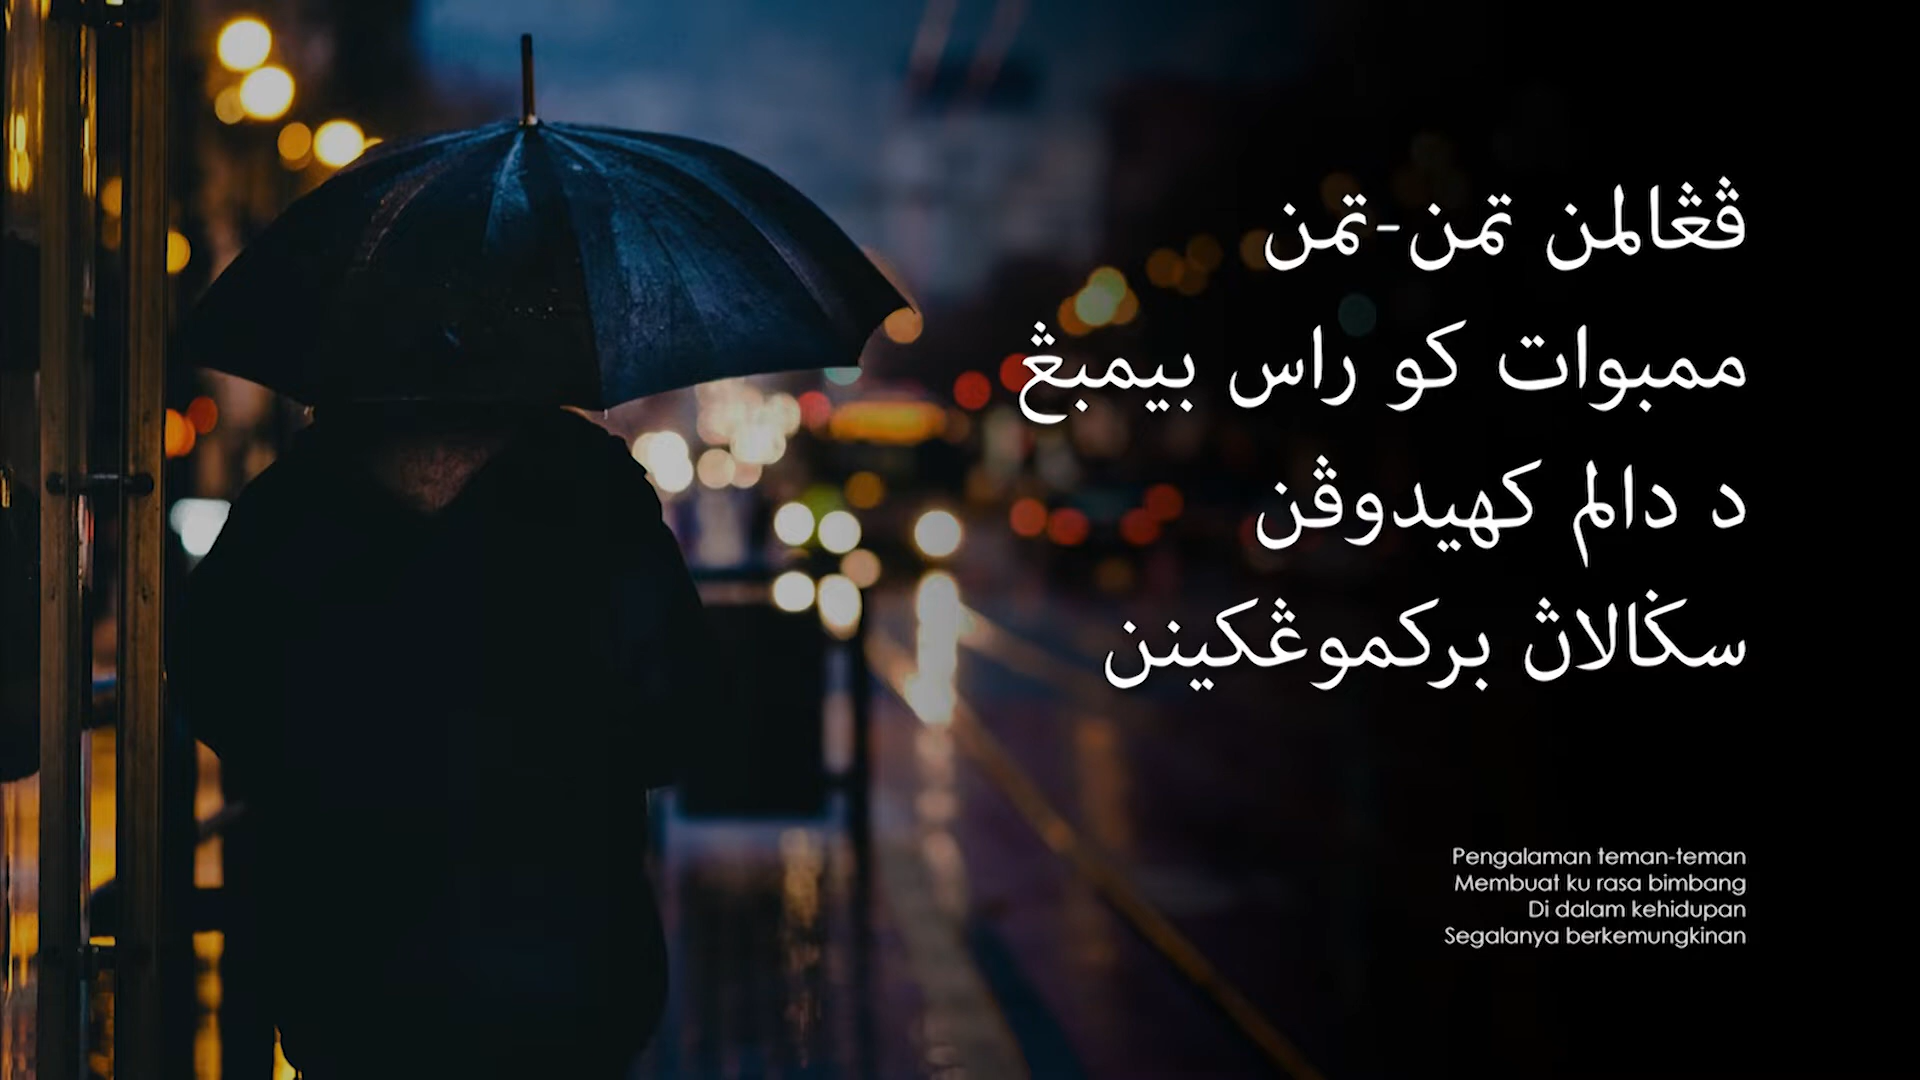 ڤڠالمن تمن-تمن
ممبوات کو راس بيمبڠ
د دالم کهيدوڤن
سݢالاڽ برکموڠکينن
Pengalaman teman-teman
Membuat ku rasa bimbang
Di dalam kehidupan
Segalanya berkemungkinan